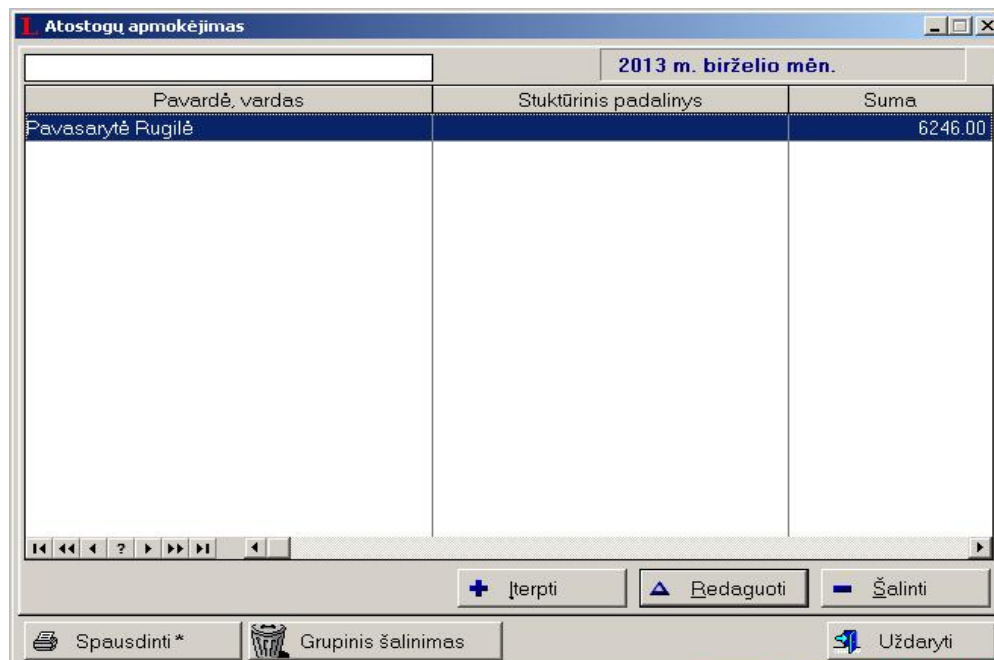 L Atostogų apmokėjimas
2013 m. birželio mėn.
Pavardė, vardas Stuktūrinis padalinys Suma
Pavasarytė Rugilė 6246.00
?
Įterpti Redaguoti Šalinti
Spausdinti* Grupinis šalinimas Uždaryti